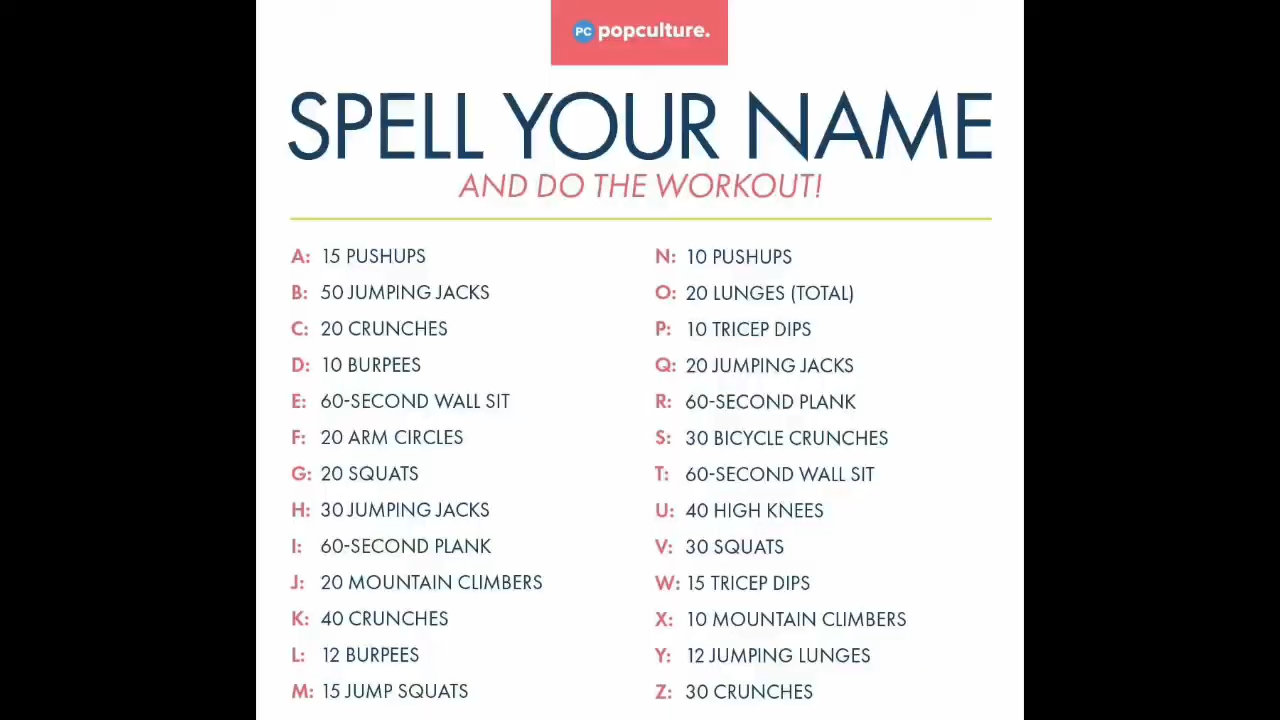 PC popculture.
SPELL YOUR NAME
AND DO THE WORKOUT!
A: 15 PUSHUPS
B: 50 JUMPING JACKS
C: 20 CRUNCHES
D: 10 BURPEES
E: 60-SECOND WALL SIT
F: 20 ARM CIRCLES
G: 20 SQUATS
H: 30 JUMPING JACKS
I: 60-SECOND PLANK
J: 20 MOUNTAIN CLIMBERS
K: 40 CRUNCHES
L: 12 BURPEES
M: 15 JUMP SQUATS
N: 10 PUSHUPS
O: 20 LUNGES (TOTAL)
P: 10 TRICEP DIPS
Q: 20 JUMPING JACKS
R: 60-SECOND PLANK
S: 30 BICYCLE CRUNCHES
T: 60-SECOND WALL SIT
U: 40 HIGH KNEES
V: 30 SQUATS
W: 15 TRICEP DIPS
X: 10 MOUNTAIN CLIMBERS
Y: 12 JUMPING LUNGES
Z: 30 CRUNCHES